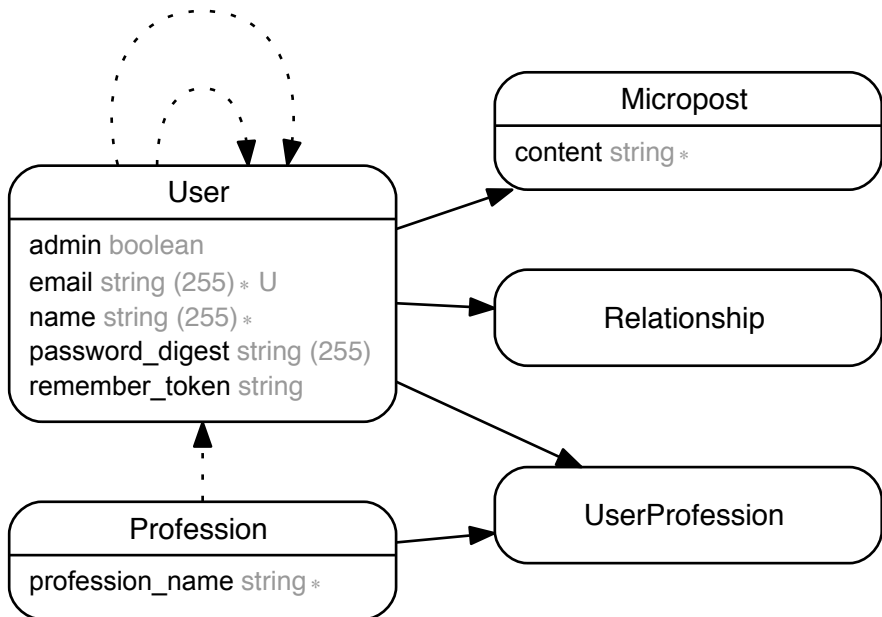 User
admin boolean
email string (255) * U
name string (255) *
password_digest string (255)
remember_token string
Profession
profession_name string *
Micropost
content string *
Relationship
UserProfession